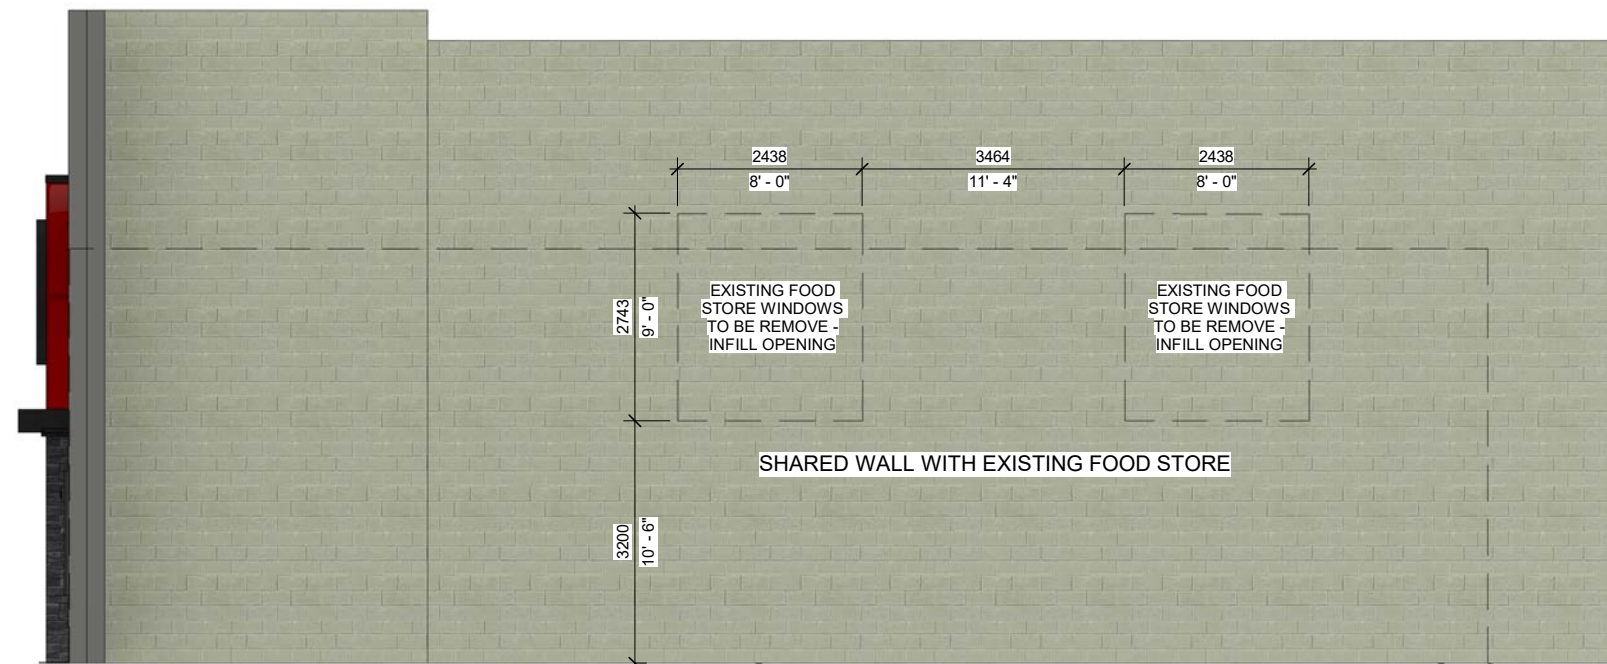 2438
3464
2438
8' - 0"
11' - 4"
8' - 0"
2743
9' - 0"
EXISTING FOOD
STORE WINDOWS
TO BE REMOVE -
INFILL OPENING
EXISTING FOOD
STORE WINDOWS
TO BE REMOVE -
INFILL OPENING
SHARED WALL WITH EXISTING FOOD STORE
3200
10' - 6"